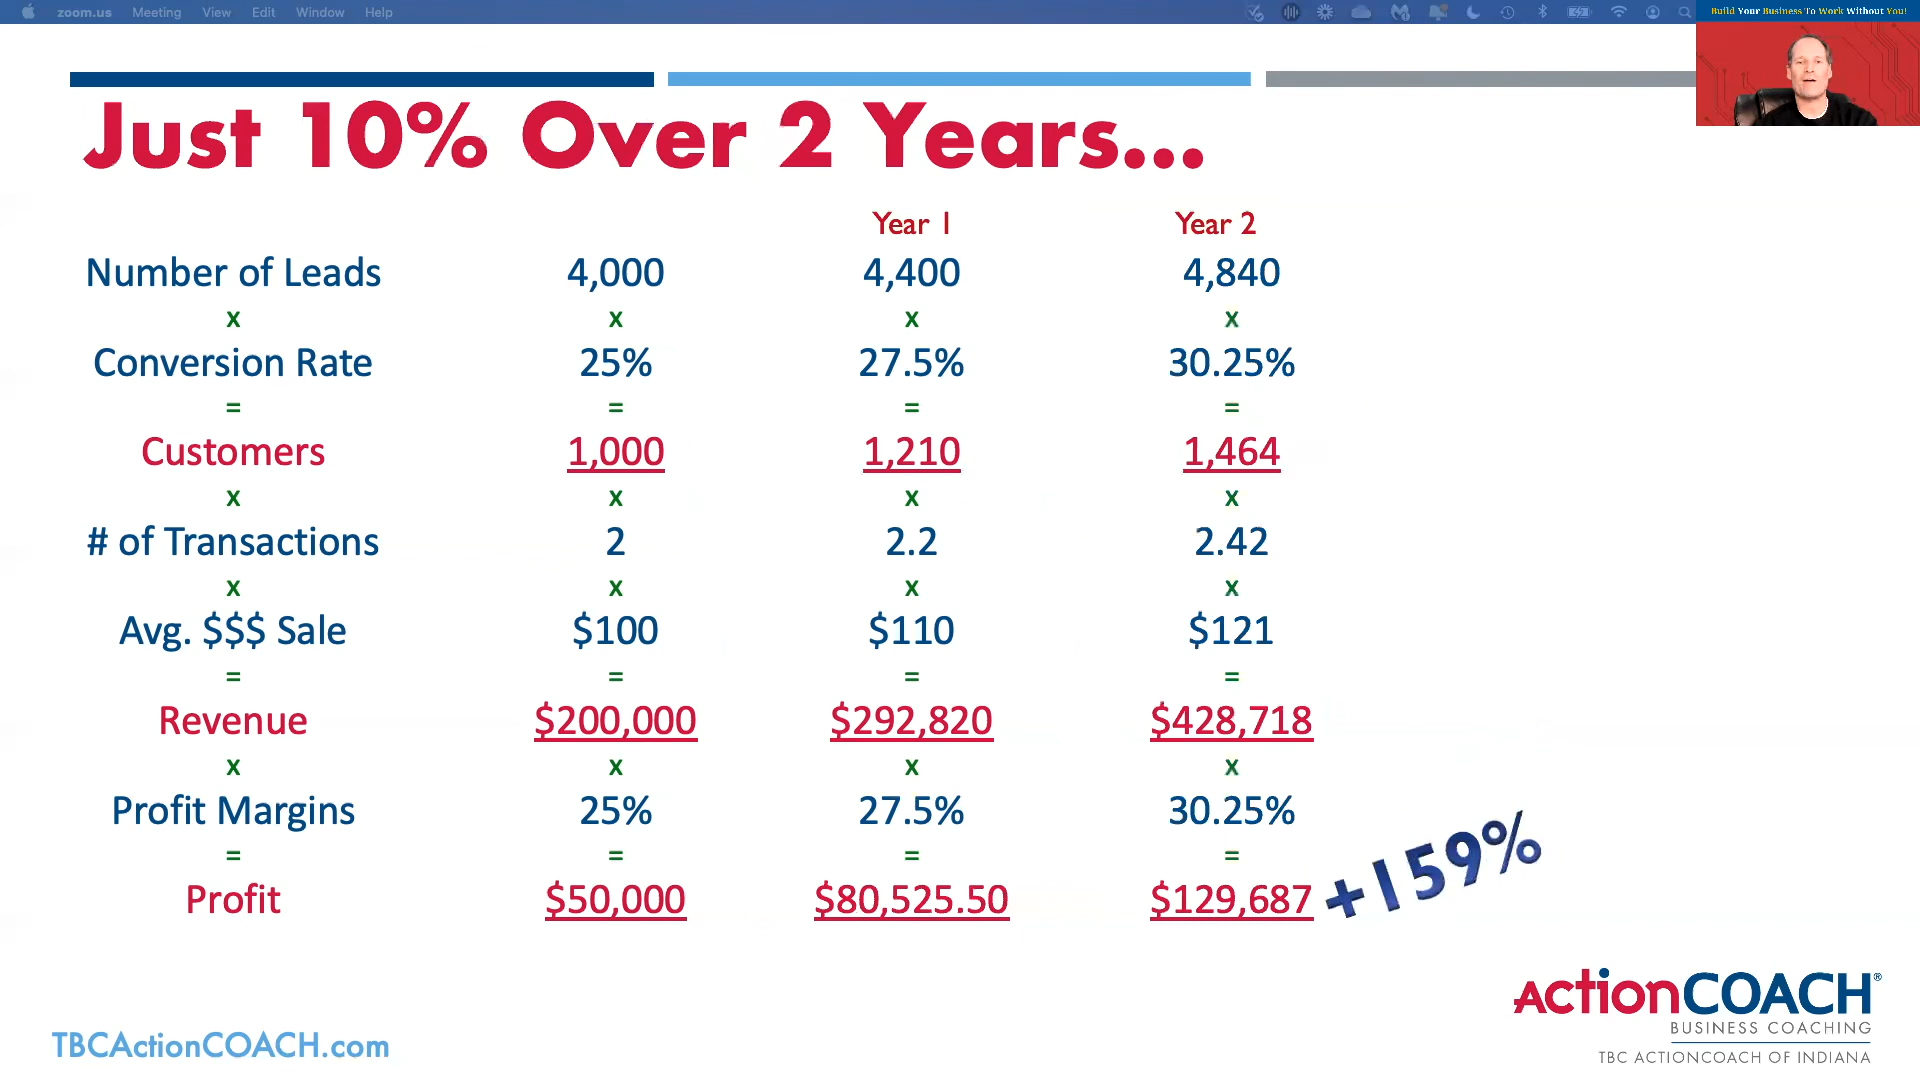 zoom.us Meeting View Edit Window Help
Build Your Business To Work Without You!
Just 10% Over 2 Years...
Year 1 Year 2
Number of Leads 4,000 4,400 4,840
x x x x
Conversion Rate 25% 27.5% 30.25%
= = = =
Customers 1,000 1,210 1,464
x x x x
# of Transactions 2 2.2 2.42
x x x x
Avg. $$$ Sale $100 $110 $121
= = = =
Revenue $200,000 $292,820 $428,718
x x x x
Profit Margins 25% 27.5% 30.25%
= = = =
Profit $50,000 $80,525.50 $129,687 +159%
ActionCOACH®
BUSINESS COACHING
TBCActionCOACH.com
TBC ACTIONCOACH OF INDIANA